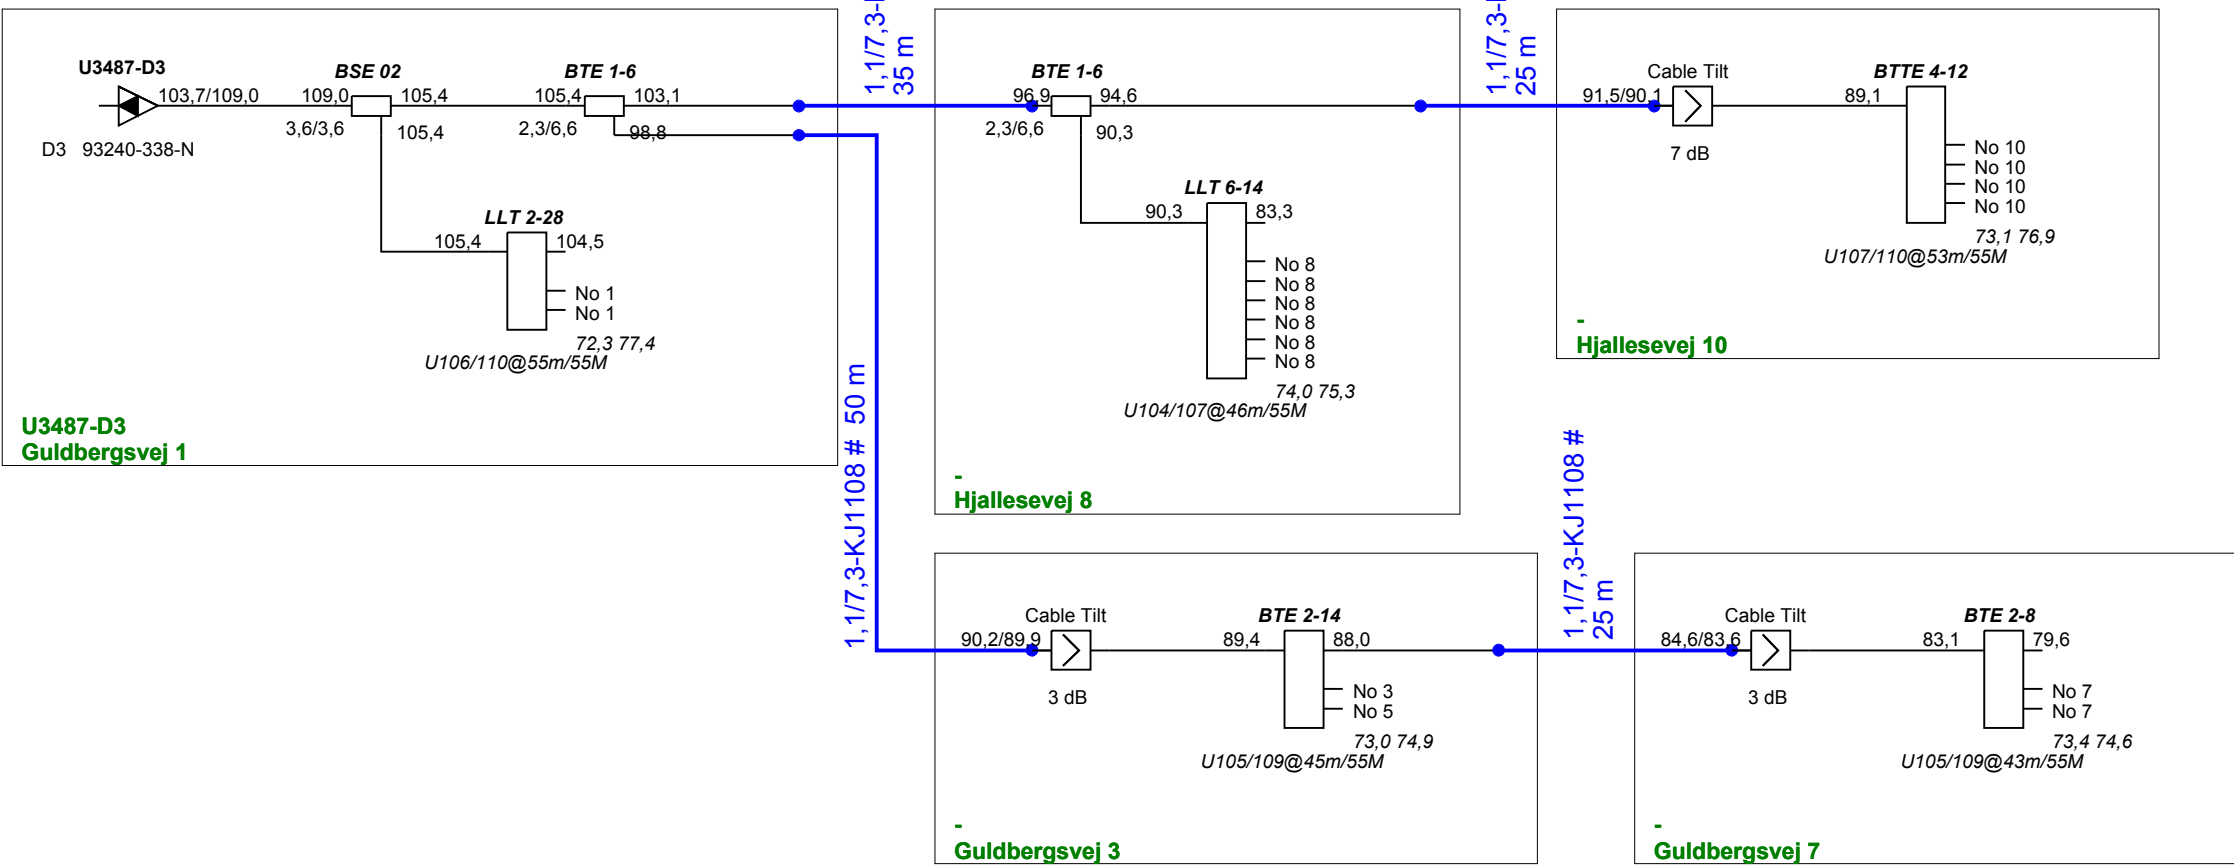 U3487-D3
103,7/109,0
D3 93240-338-N
BSE 02
109,0
105,4
3,6/3,6
105,4
BTE 1-6
105,4
103,1
2,3/6,6
98,8
LLT 2-28
105,4
104,5
No 1
No 1
72,3 77,4
U106/110@55m/55M
U3487-D3
Guldbergsvej 1
35 m
BTE 1-6
96,9
94,6
2,3/6,6
90,3
LLT 6-14
90,3
83,3
No 8
No 8
No 8
No 8
No 8
No 8
74,0 75,3
U104/107@46m/55M
-
Hjallesevej 8
25 m
Cable Tilt
91,5/90,1
7 dB
BTTE 4-12
89,1
No 10
No 10
No 10
No 10
73,1 76,9
U107/110@53m/55M
-
Hjallesevej 10
1,1/7,3-KJ1108 # 50 m
Cable Tilt
90,2/89,9
3 dB
BTE 2-14
89,4
88,0
No 3
No 5
73,0 74,9
U105/109@45m/55M
-
Guldbergsvej 3
1,1/7,3-KJ1108 #
25 m
Cable Tilt
84,6/83,6
3 dB
BTE 2-8
83,1
79,6
No 7
No 7
73,4 74,6
U105/109@43m/55M
-
Guldbergsvej 7